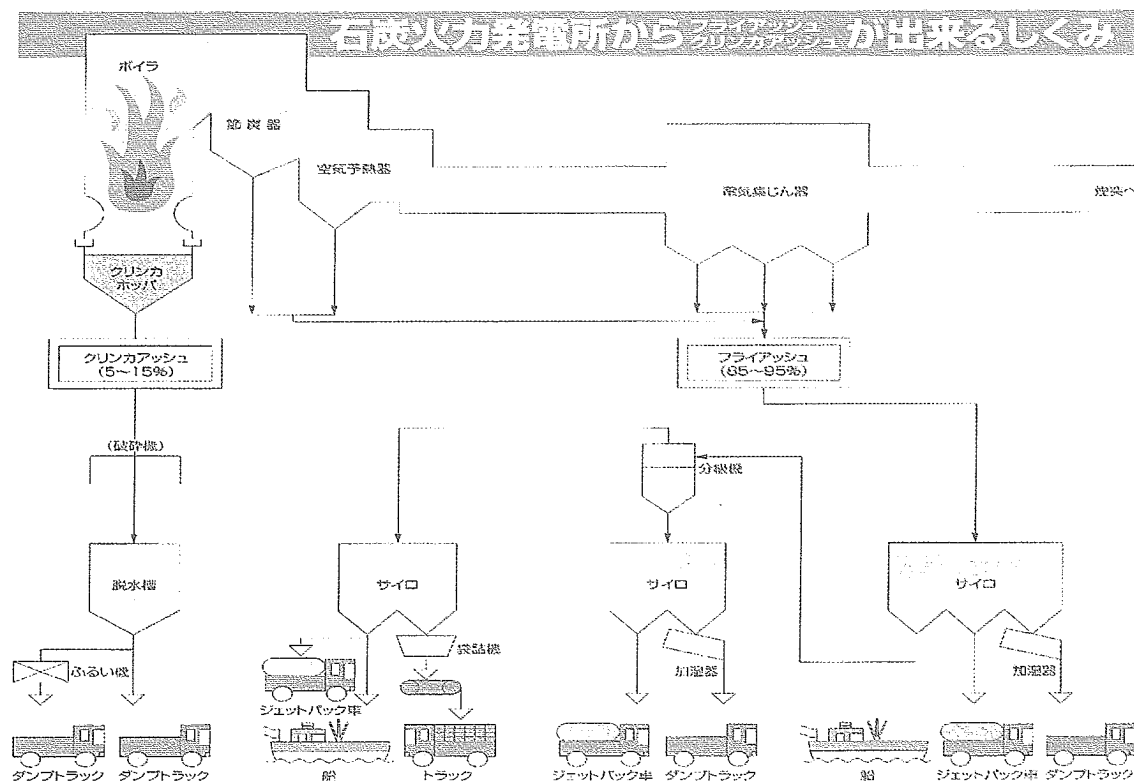 石炭火力発電所からフライアッシュ
クリンカアッシュが出来るしくみ
ボイラ
節炭器
空気予熱器
電気集じん器
煙突へ
クリンカ
ホッパ
クリンカアッシュ
(5〜15%)
フライアッシュ
(85〜95%)
(破砕機)
分級機
脱水槽
サイロ
サイロ
サイロ
ふるい機
袋詰機
加湿器
加湿器
ジェットパック車
ダンプトラック
ダンプトラック
船
トラック
ジェットパック車
ダンプトラック
船
ジェットパック車
ダンプトラック